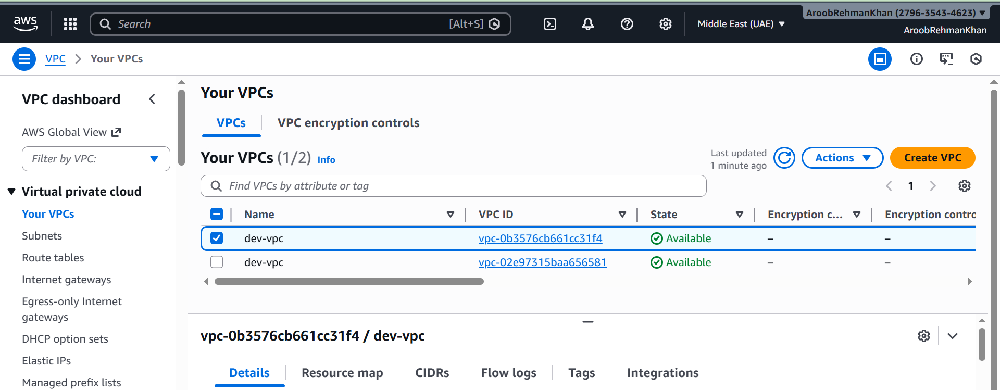 aws
Search [Alt+S]
Middle East (UAE)
AroobRehmanKhan (2796-3543-4623)
AroobRehmanKhan
VPC
Your VPCs
VPC dashboard
AWS Global View
Filter by VPC:
Virtual private cloud
Your VPCs
Subnets
Route tables
Internet gateways
Egress-only Internet
gateways
DHCP option sets
Elastic IPs
Managed prefix lists
Your VPCs
VPCs
VPC encryption controls
Your VPCs (1/2) Info
Last updated
1 minute ago
Actions
Create VPC
Find VPCs by attribute or tag
1
Name VPC ID State Encryption c... Encryption contro
dev-vpc vpc-0b3576cb661cc31f4 Available – –
dev-vpc vpc-02e97315baa656581 Available – –
vpc-0b3576cb661cc31f4 / dev-vpc
Details Resource map CIDRs Flow logs Tags Integrations